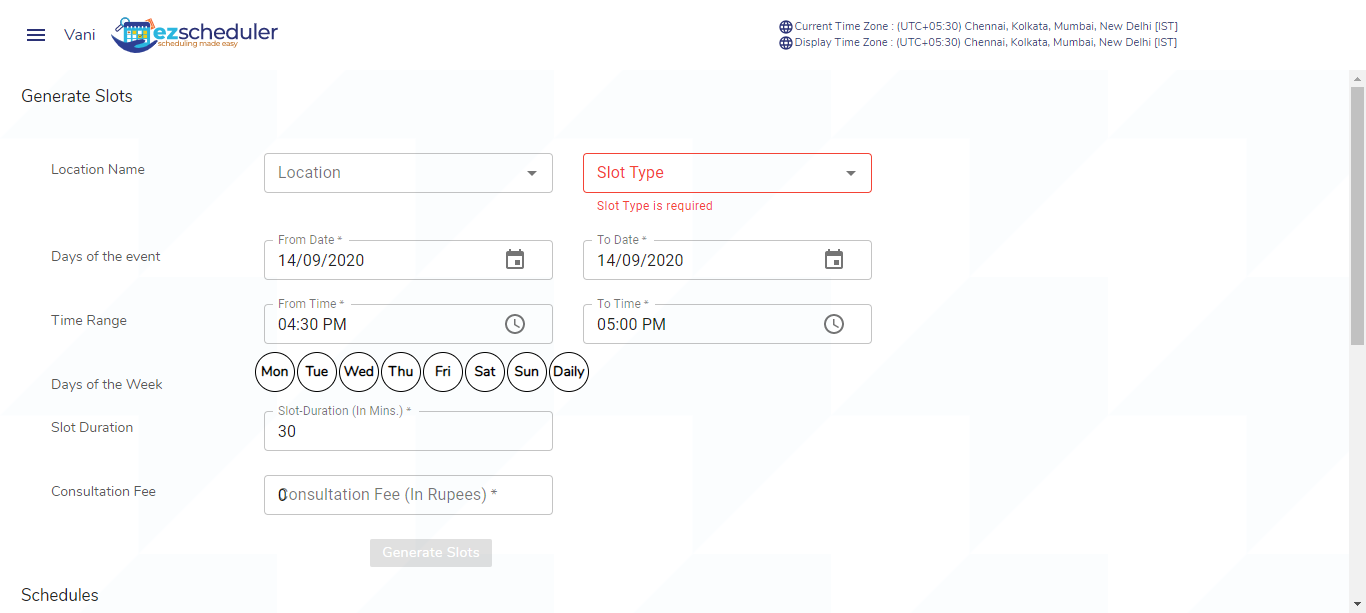 Vani
ezscheduler
scheduling made easy
Current Time Zone : (UTC+05:30) Chennai, Kolkata, Mumbai, New Delhi [IST]
Display Time Zone : (UTC+05:30) Chennai, Kolkata, Mumbai, New Delhi [IST]
Generate Slots
Location Name
Location
Slot Type
Slot Type is required
Days of the event
From Date *
14/09/2020
To Date *
14/09/2020
Time Range
From Time *
04:30 PM
To Time *
05:00 PM
Days of the Week
Mon Tue Wed Thu Fri Sat Sun Daily
Slot Duration
Slot-Duration (In Mins.) *
30
Consultation Fee
0
Consultation Fee (In Rupees) *
Generate Slots
Schedules